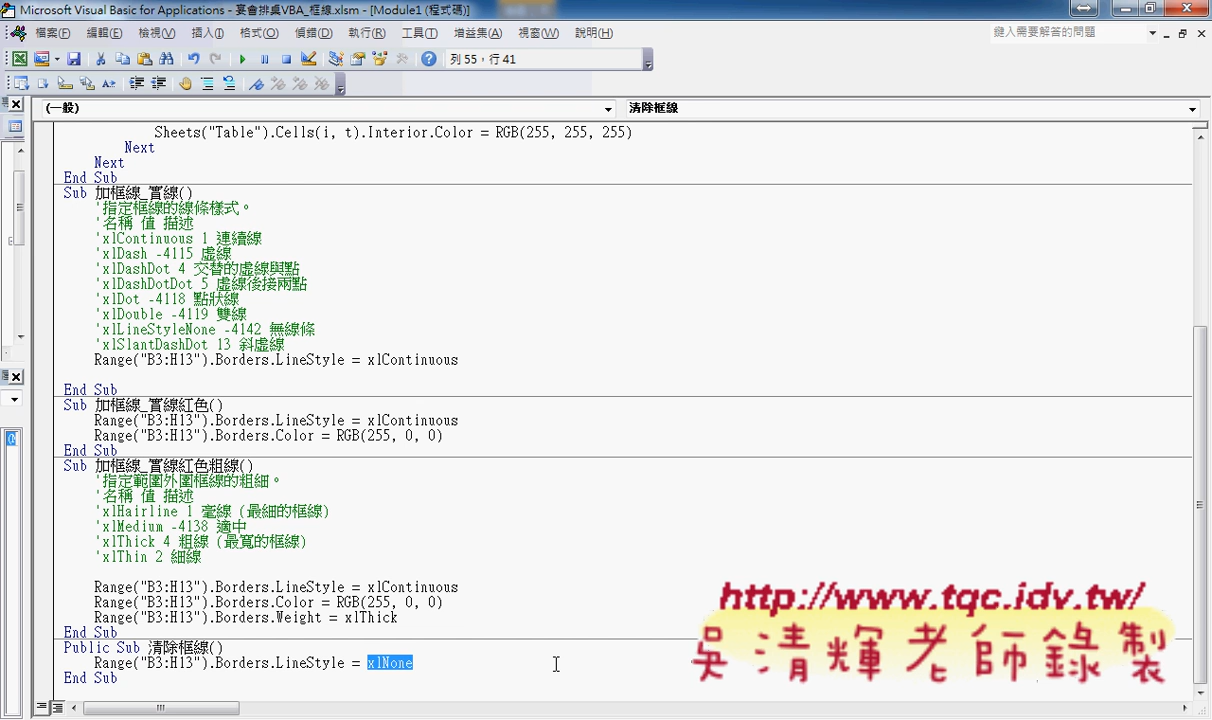 Microsoft Visual Basic for Applications - 宴會排桌VBA_框線.xlsm - [Module1 (程式碼)]
檔案(F) 編輯(E) 檢視(V) 插入(I) 格式(O) 偵錯(D) 執行(R) 工具(T) 增益集(A) 視窗(W) 說明(H) 鍵入需要解答的問題
列 55，行 41
(一般) 清除框線
Sheets("Table").Cells(i, t).Interior.Color = RGB(255, 255, 255)
Next
Next
End Sub
Sub 加框線_實線()
'指定框線的線條樣式。
'名稱 值 描述
'xlContinuous 1 連續線
'xlDash -4115 虛線
'xlDashDot 4 交替的虛線與點
'xlDashDotDot 5 虛線後接兩點
'xlDot -4118 點狀線
'xlDouble -4119 雙線
'xlLineStyleNone -4142 無線條
'xlSlantDashDot 13 斜虛線
Range("B3:H13").Borders.LineStyle = xlContinuous
End Sub
Sub 加框線_實線紅色()
Range("B3:H13").Borders.LineStyle = xlContinuous
Range("B3:H13").Borders.Color = RGB(255, 0, 0)
End Sub
Sub 加框線_實線紅色粗線()
'指定範圍外圍框線的粗細。
'名稱 值 描述
'xlHairline 1 毫線 (最細的框線)
'xlMedium -4138 適中
'xlThick 4 粗線 (最寬的框線)
'xlThin 2 細線
Range("B3:H13").Borders.LineStyle = xlContinuous
Range("B3:H13").Borders.Color = RGB(255, 0, 0)
Range("B3:H13").Borders.Weight = xlThick
End Sub
Public Sub 清除框線()
Range("B3:H13").Borders.LineStyle = xlNone
End Sub
http://www.tqc.idv.tw/
吳清輝老師錄製